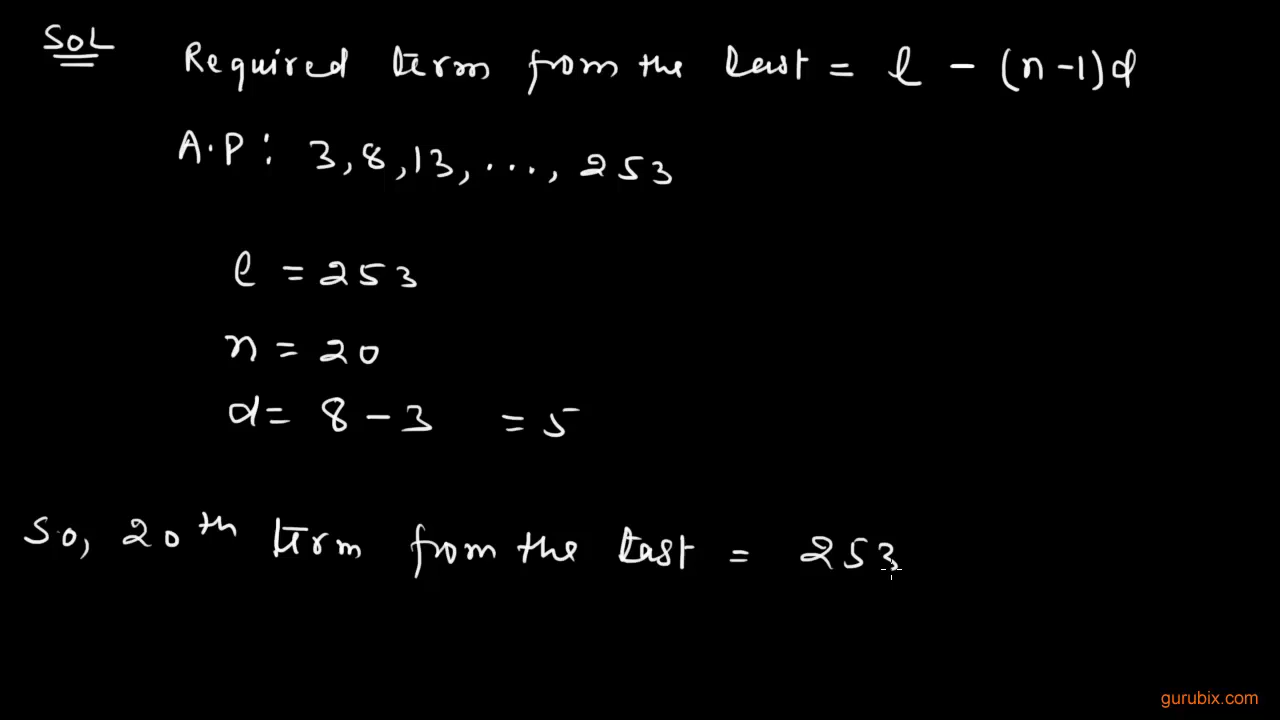 SOL
Required term from the last = l - (n-1)d
A.P: 3, 8, 13, ..., 253
l = 253
n = 20
d = 8 - 3 = 5
So, 20th term from the last = 253
gurubix.com